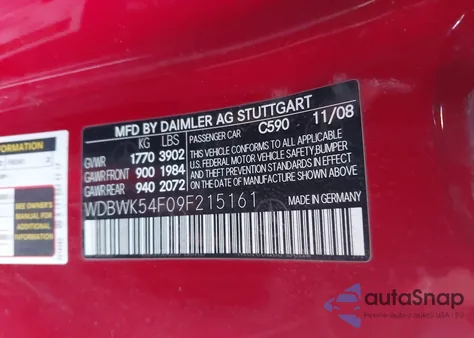 MFD BY DAIMLER AG STUTTGART
KG LBS PASSENGER CAR C590 11/08
GVWR 1770 3902
GAWR FRONT 900 1984
GAWR REAR 940 2072
THIS VEHICLE CONFORMS TO ALL APPLICABLE
U.S. FEDERAL MOTOR VEHICLE SAFETY,BUMPER
AND THEFT PREVENTION STANDARDS IN EFFECT
ON THE DATE OF MANUFACTURE SHOWN ABOVE.
MADE IN GERMANY
WDBWK54F09F215161
SEE OWNER'S
MANUAL FOR
ADDITIONAL
INFORMATION
autoSnap